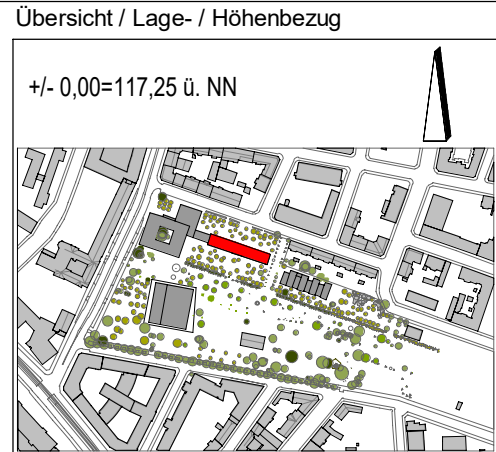 Übersicht / Lage- / Höhenbezug
+/- 0,00=117,25 ü. NN